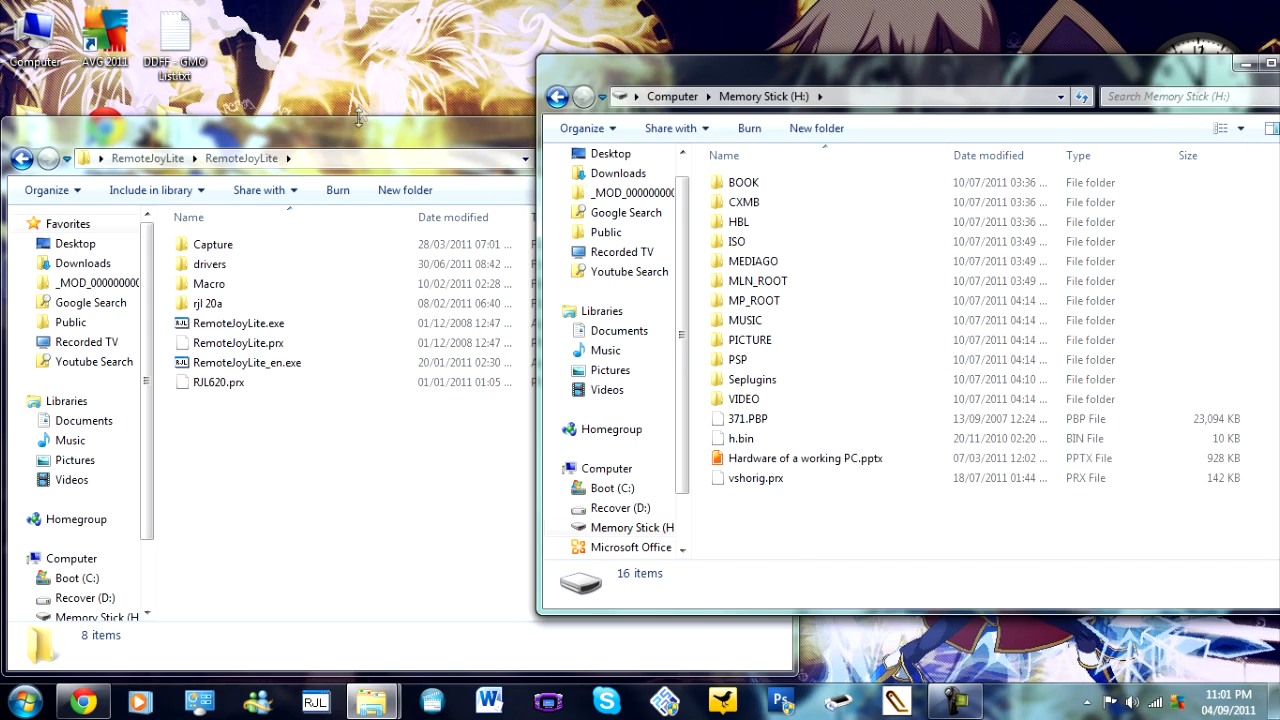 Computer
AVG 2011
DDFF - GMO
List.txt
RemoteJoyLite
RemoteJoyLite
Organize
Include in library
Share with
Burn
New folder
Name
Date modified
Favorites
Desktop
Downloads
_MOD_000000000
Google Search
Public
Recorded TV
Youtube Search
Libraries
Documents
Music
Pictures
Videos
Homegroup
Computer
Boot (C:)
Recover (D:)
Memory Stick (H
Capture 28/03/2011 07:01 ...
drivers 30/06/2011 08:42 ...
Macro 10/02/2011 02:28 ...
rjl 20a 08/02/2011 06:40 ...
RemoteJoyLite.exe 01/12/2008 12:47 ...
RemoteJoyLite.prx 01/12/2008 12:47 ...
RemoteJoyLite_en.exe 20/01/2011 02:30 ...
RJL620.prx 01/01/2011 01:05 ...
8 items
Computer
Memory Stick (H:)
Search Memory Stick (H:)
Organize
Share with
Burn
New folder
Name Date modified Type Size
Desktop
Downloads
_MOD_000000000
Google Search
Public
Recorded TV
Youtube Search
Libraries
Documents
Music
Pictures
Videos
Homegroup
Computer
Boot (C:)
Recover (D:)
Memory Stick (H
Microsoft Office
BOOK 10/07/2011 03:36 ... File folder
CXMB 10/07/2011 03:36 ... File folder
HBL 10/07/2011 03:36 ... File folder
ISO 10/07/2011 03:49 ... File folder
MEDIAGO 10/07/2011 03:49 ... File folder
MLN_ROOT 10/07/2011 03:49 ... File folder
MP_ROOT 10/07/2011 04:14 ... File folder
MUSIC 10/07/2011 04:14 ... File folder
PICTURE 10/07/2011 04:14 ... File folder
PSP 10/07/2011 04:14 ... File folder
Seplugins 10/07/2011 04:10 ... File folder
VIDEO 10/07/2011 04:14 ... File folder
371.PBP 13/09/2007 12:24 ... PBP File 23,094 KB
h.bin 20/11/2010 02:20 ... BIN File 10 KB
Hardware of a working PC.pptx 07/03/2011 12:02 ... PPTX File 928 KB
vshorig.prx 18/07/2011 01:44 ... PRX File 142 KB
16 items
RJL
11:01 PM
04/09/2011